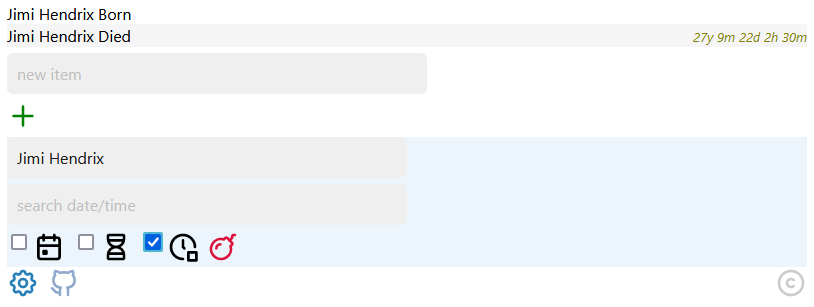 Jimi Hendrix Born
Jimi Hendrix Died 27y 9m 22d 2h 30m
new item
Jimi Hendrix
search date/time